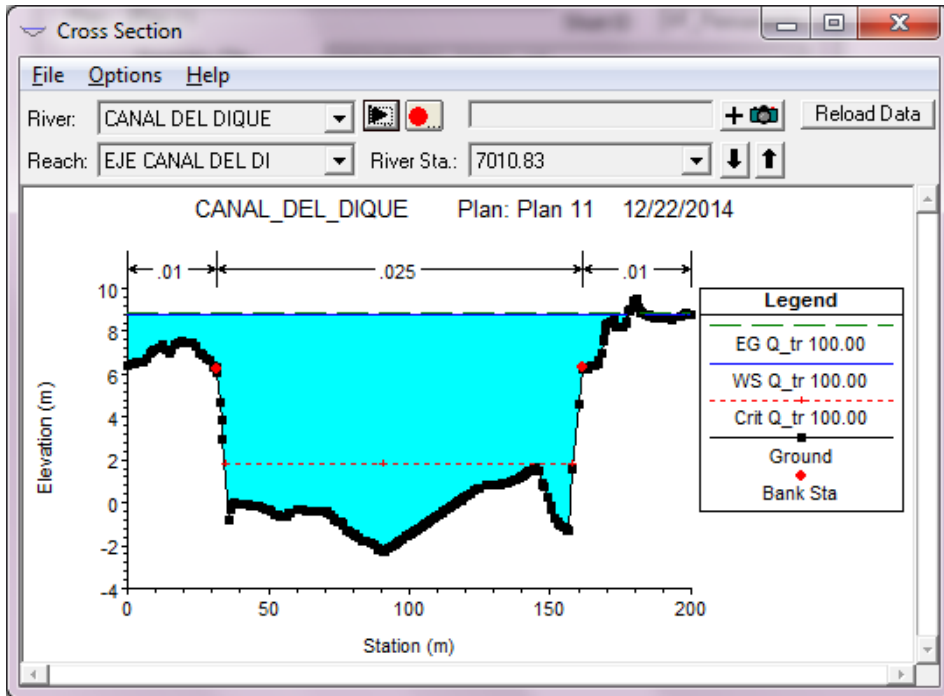 Cross Section
File Options Help
River: CANAL DEL DIQUE Reload Data
Reach: EJE CANAL DEL DI River Sta.: 7010.83
CANAL_DEL_DIQUE Plan: Plan 11 12/22/2014
.01 .025 .01
10
8
6
4
2
0
-2
-4
Elevation (m)
0 50 100 150 200
Station (m)
Legend
EG Q_tr 100.00
WS Q_tr 100.00
Crit Q_tr 100.00
Ground
Bank Sta